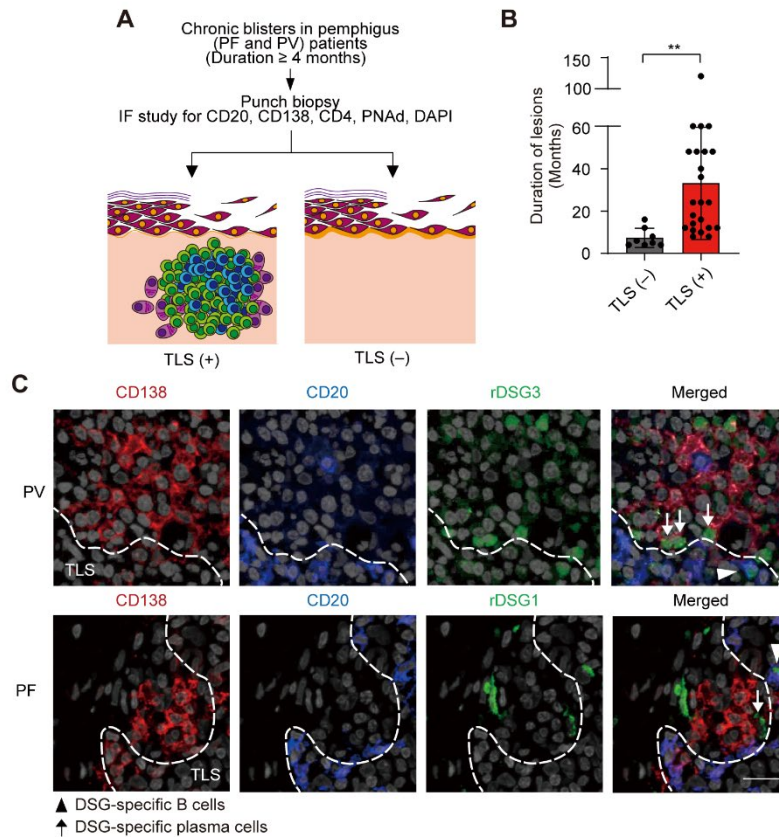 A
Chronic blisters in pemphigus
(PF and PV) patients
(Duration ≥ 4 months)
Punch biopsy
IF study for CD20, CD138, CD4, PNAd, DAPI
TLS (+)
TLS (–)
B
**
Duration of lesions
(Months)
150
100
60
40
20
0
TLS (–)
TLS (+)
C
CD138
CD20
rDSG3
Merged
PV
TLS
CD138
CD20
rDSG1
Merged
PF
TLS
DSG-specific B cells
DSG-specific plasma cells